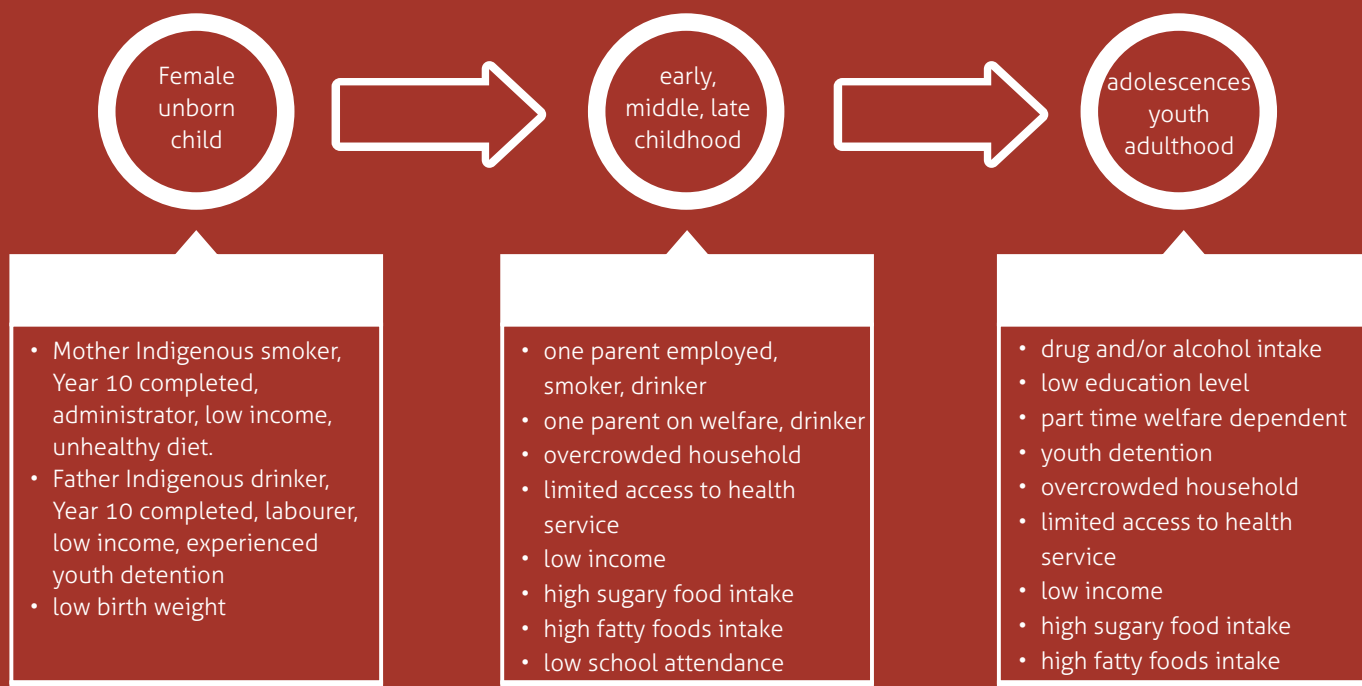 Female
unborn
child
early,
middle, late
childhood
adolescences
youth
adulthood
• Mother Indigenous smoker,
Year 10 completed,
administrator, low income,
unhealthy diet.
• Father Indigenous drinker,
Year 10 completed, labourer,
low income, experienced
youth detention
• low birth weight
• one parent employed,
smoker, drinker
• one parent on welfare, drinker
• overcrowded household
• limited access to health
service
• low income
• high sugary food intake
• high fatty foods intake
• low school attendance
• drug and/or alcohol intake
• low education level
• part time welfare dependent
• youth detention
• overcrowded household
• limited access to health
service
• low income
• high sugary food intake
• high fatty foods intake